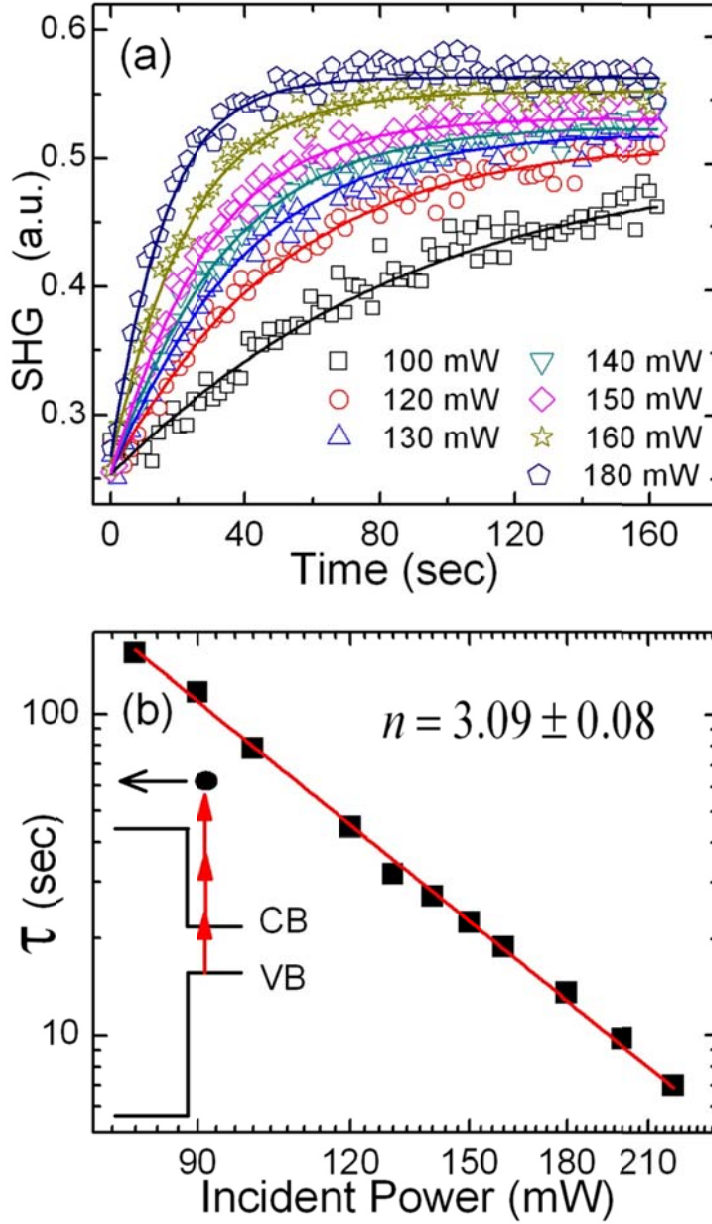 0.6
(a)
0.5
SHG (a.u.)
0.4
100 mW
140 mW
120 mW
150 mW
130 mW
160 mW
0.3
180 mW
0
40
80
120
160
Time (sec)
(b)
n = 3.09 ± 0.08
100
τ (sec)
CB
VB
10
90
120
150
180
210
Incident Power (mW)